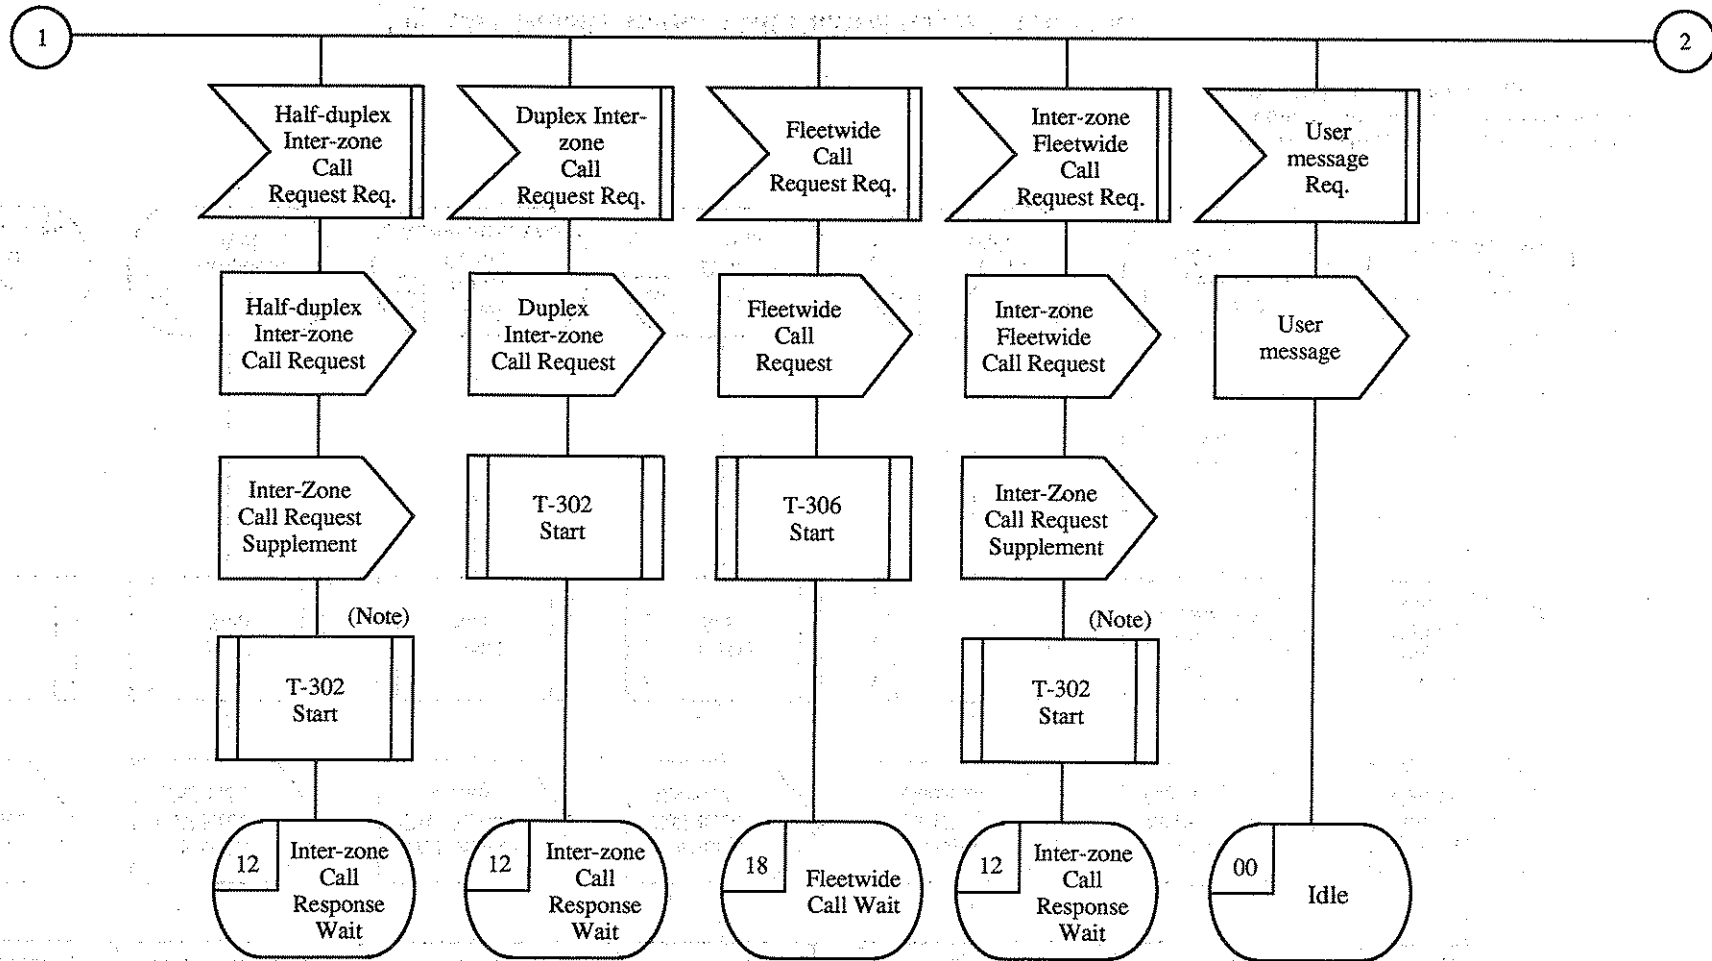 1
2
Half-duplex
Inter-zone
Call
Request Req.
Duplex Inter-
zone
Call
Request Req.
Fleetwide
Call
Request Req.
Inter-zone
Fleetwide
Call
Request Req.
User
message
Req.
Half-duplex
Inter-zone
Call Request
Duplex
Inter-zone
Call Request
Fleetwide
Call
Request
Inter-zone
Fleetwide
Call Request
User
message
Inter-Zone
Call Request
Supplement
T-302
Start
T-306
Start
Inter-Zone
Call Request
Supplement
(Note)
T-302
Start
(Note)
T-302
Start
12
Inter-zone
Call
Response
Wait
12
Inter-zone
Call
Response
Wait
18
Fleetwide
Call Wait
12
Inter-zone
Call
Response
Wait
00
Idle